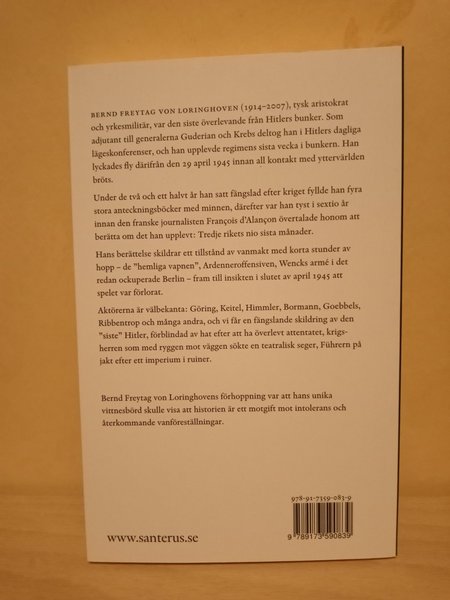 BERND FREYTAG VON LORINGHOVEN (1914–2007), tysk aristokrat
och yrkesmilitär, var den siste överlevande från Hitlers bunker. Som
adjutant till generalerna Guderian och Krebs deltog han i Hitlers dagliga
lägeskonferenser, och han upplevde regimens sista vecka i bunkern. Han
lyckades fly därifrån den 29 april 1945 innan all kontakt med yttervärlden
bröts.
Under de två och ett halvt år han satt fängslad efter kriget fyllde han fyra
stora anteckningsböcker med minnen, därefter var han tyst i sextio år
innan den franske journalisten François d'Alançon övertalade honom att
berätta om det han upplevt: Tredje rikets nio sista månader.
Hans berättelse skildrar ett tillstånd av vanmakt med korta stunder av
hopp – de "hemliga vapnen", Ardenneroffensiven, Wencks armé i det
redan ockuperade Berlin – fram till insikten i slutet av april 1945 att
spelet var förlorat.
Aktörerna är välbekanta: Göring, Keitel, Himmler, Bormann, Goebbels,
Ribbentrop och många andra, och vi får en fängslande skildring av den
"siste" Hitler, förblindad av hat efter att ha överlevt attentatet, krigs-
herren som med ryggen mot väggen sökte en teatralisk seger, Führern på
jakt efter ett imperium i ruiner.
Bernd Freytag von Loringhovens förhoppning var att hans unika
vittnesbörd skulle visa att historien är ett motgift mot intolerans och
återkommande vanföreställningar.
978-91-7359-083-9
9 789173 590839
www.santerus.se